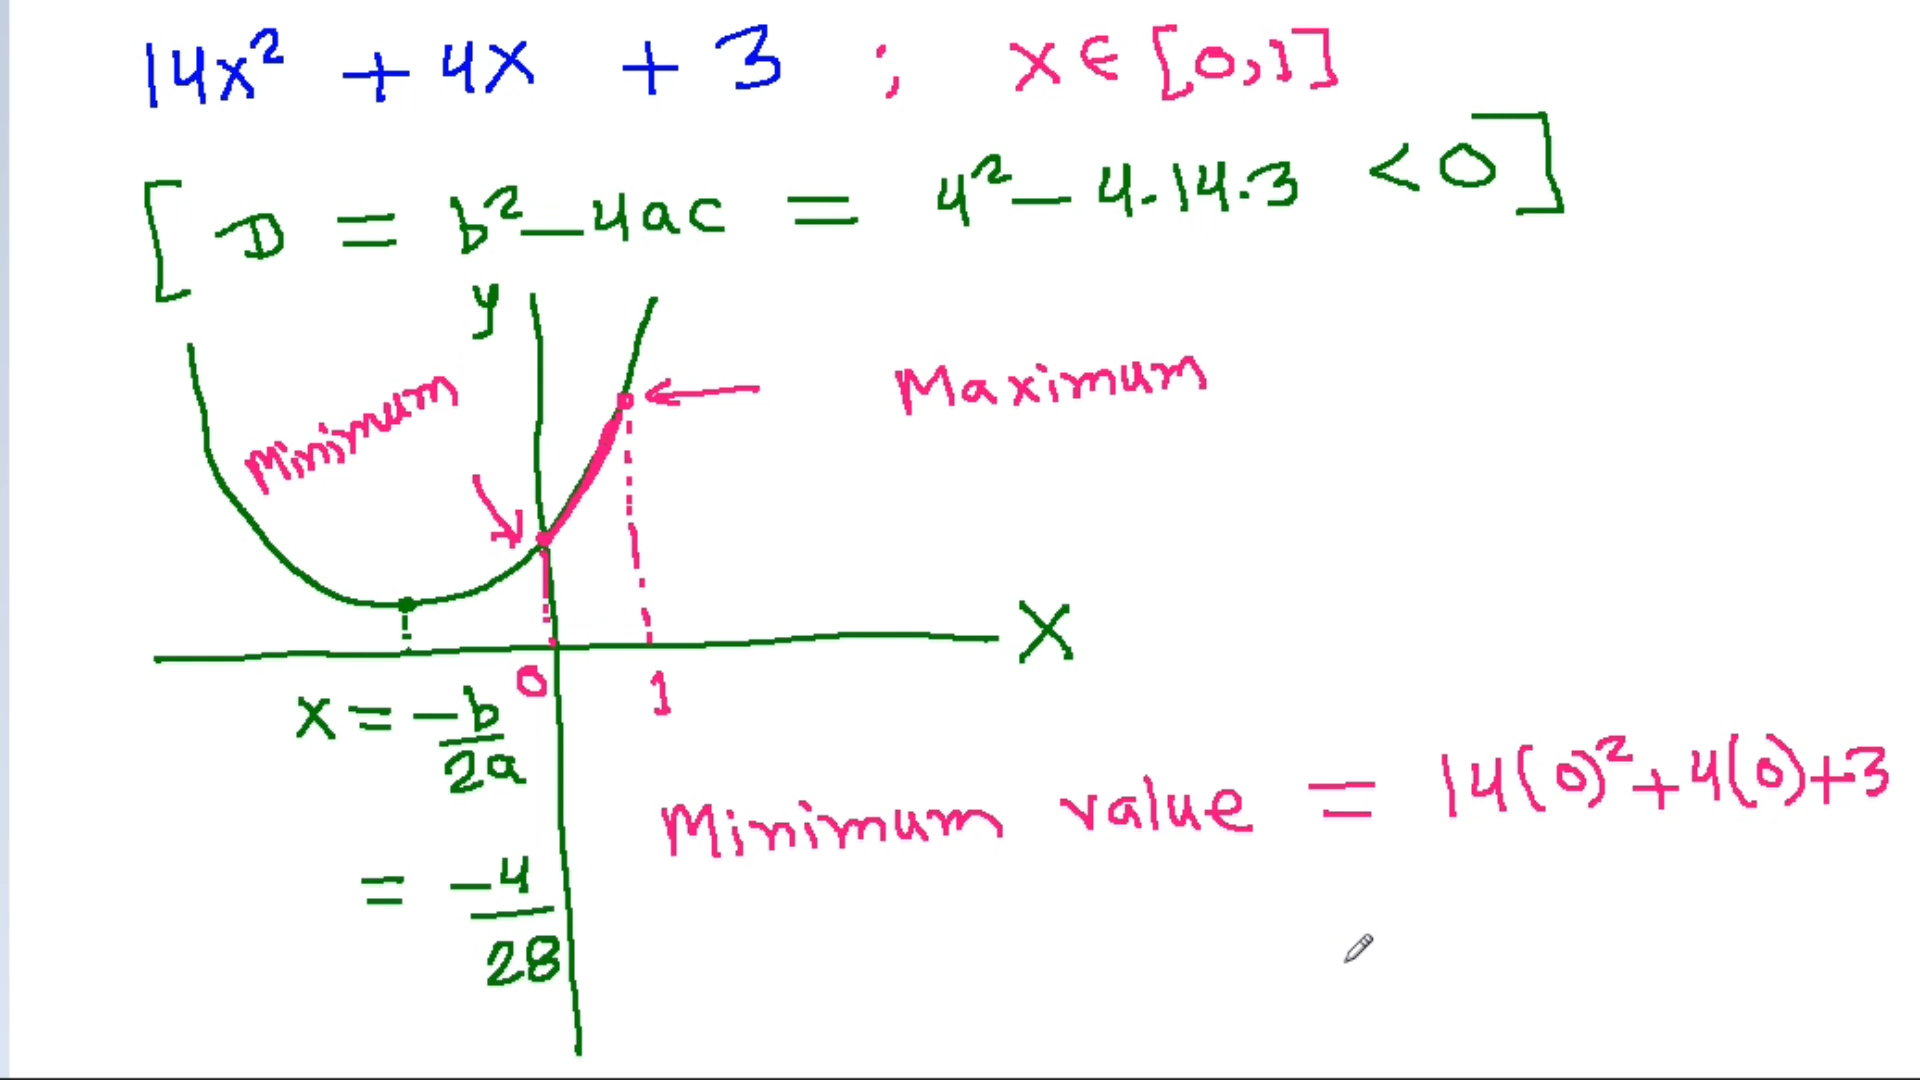 14x² + 4x + 3 ; x ∈ [0,1]
[ D = b² - 4ac = 4² - 4·14·3 < 0 ]
y
Minimum
Maximum
X
0
1
x = -b/2a
Minimum value = 14(0)² + 4(0) + 3
= -4/28